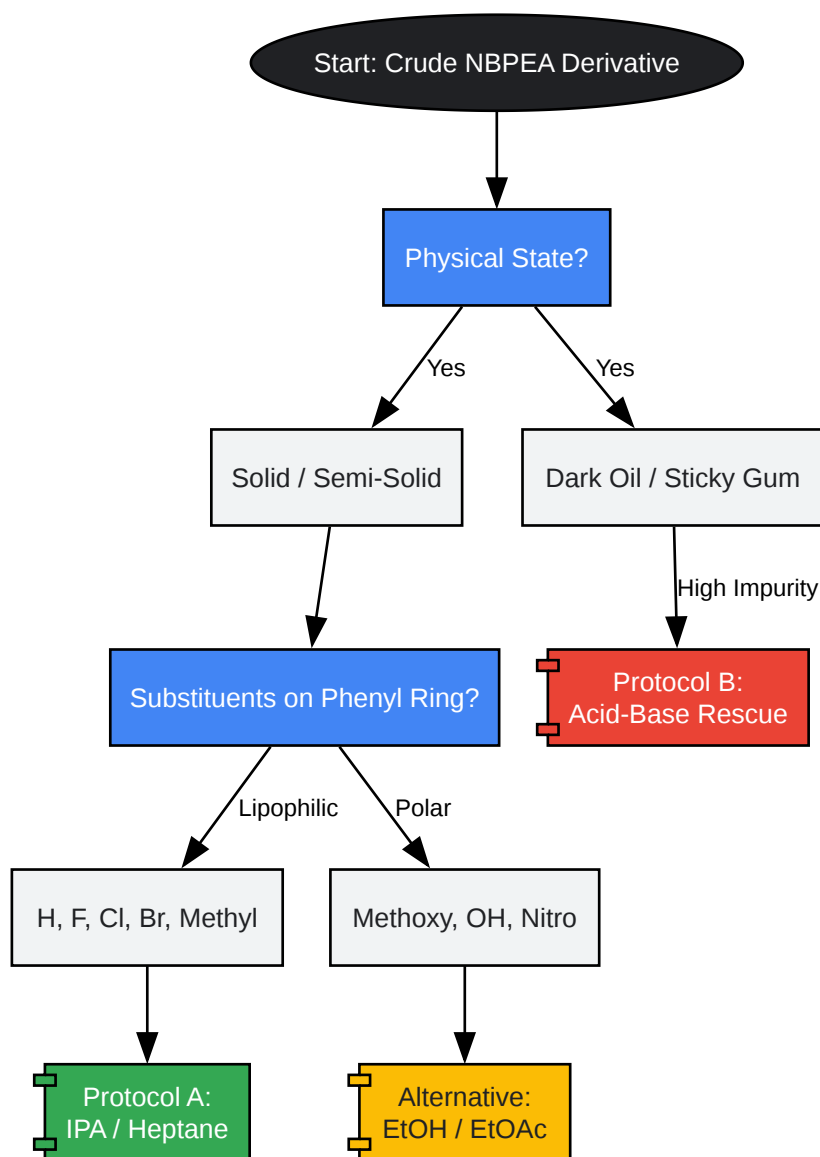 Start: Crude NBPEA Derivative
Physical State?
Yes
Yes
Solid / Semi-Solid
Dark Oil / Sticky Gum
High Impurity
Substituents on Phenyl Ring?
Protocol B:
Acid-Base Rescue
Lipophilic
Polar
H, F, Cl, Br, Methyl
Methoxy, OH, Nitro
Protocol A:
IPA / Heptane
Alternative:
EtOH / EtOAc